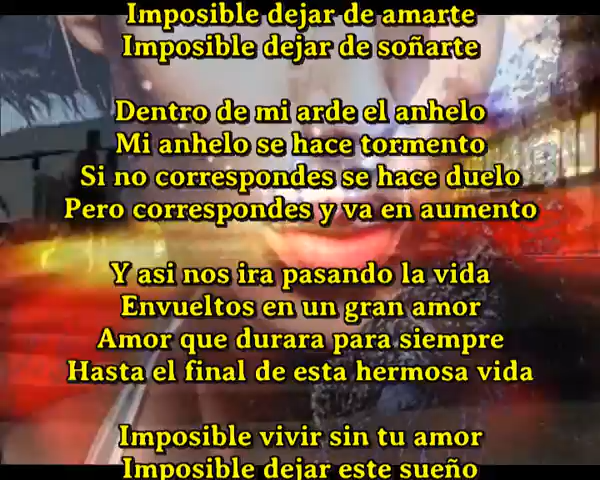 Imposible dejar de amarte
Imposible dejar de soñarte
Dentro de mi arde el anhelo
Mi anhelo se hace tormento
Si no correspondes se hace duelo
Pero correspondes y va en aumento
Y asi nos ira pasando la vida
Envueltos en un gran amor
Amor que durara para siempre
Hasta el final de esta hermosa vida
Imposible vivir sin tu amor
Imposible dejar este sueño